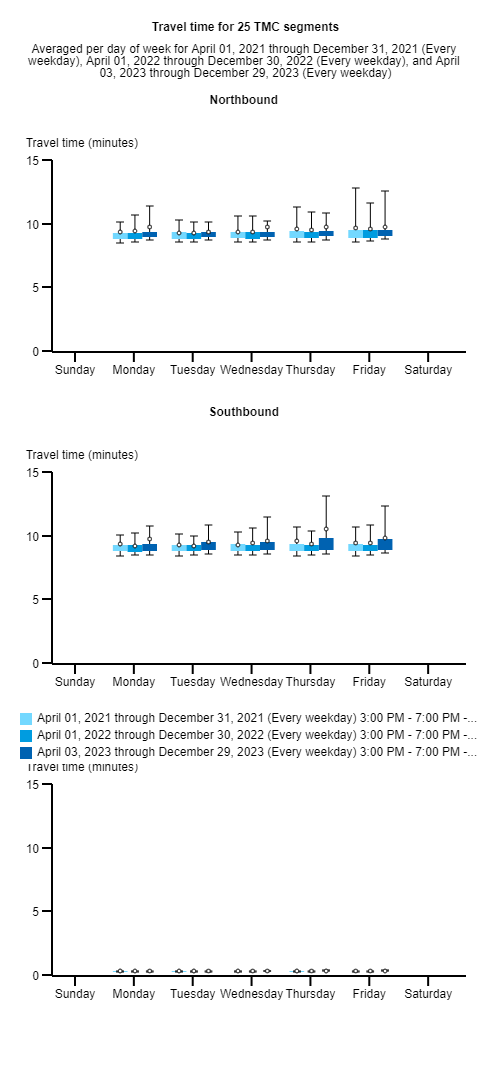 Travel time for 25 TMC segments
Averaged per day of week for April 01, 2021 through December 31, 2021 (Every
weekday), April 01, 2022 through December 30, 2022 (Every weekday), and April
03, 2023 through December 29, 2023 (Every weekday)
Northbound
Travel time (minutes)
15
10
5
0
Sunday Monday Tuesday Wednesday Thursday Friday Saturday
Southbound
Travel time (minutes)
15
10
5
0
Sunday Monday Tuesday Wednesday Thursday Friday Saturday
April 01, 2021 through December 31, 2021 (Every weekday) 3:00 PM - 7:00 PM -...
April 01, 2022 through December 30, 2022 (Every weekday) 3:00 PM - 7:00 PM -...
April 03, 2023 through December 29, 2023 (Every weekday) 3:00 PM - 7:00 PM -...
Travel time (minutes)
15
10
5
0
Sunday Monday Tuesday Wednesday Thursday Friday Saturday